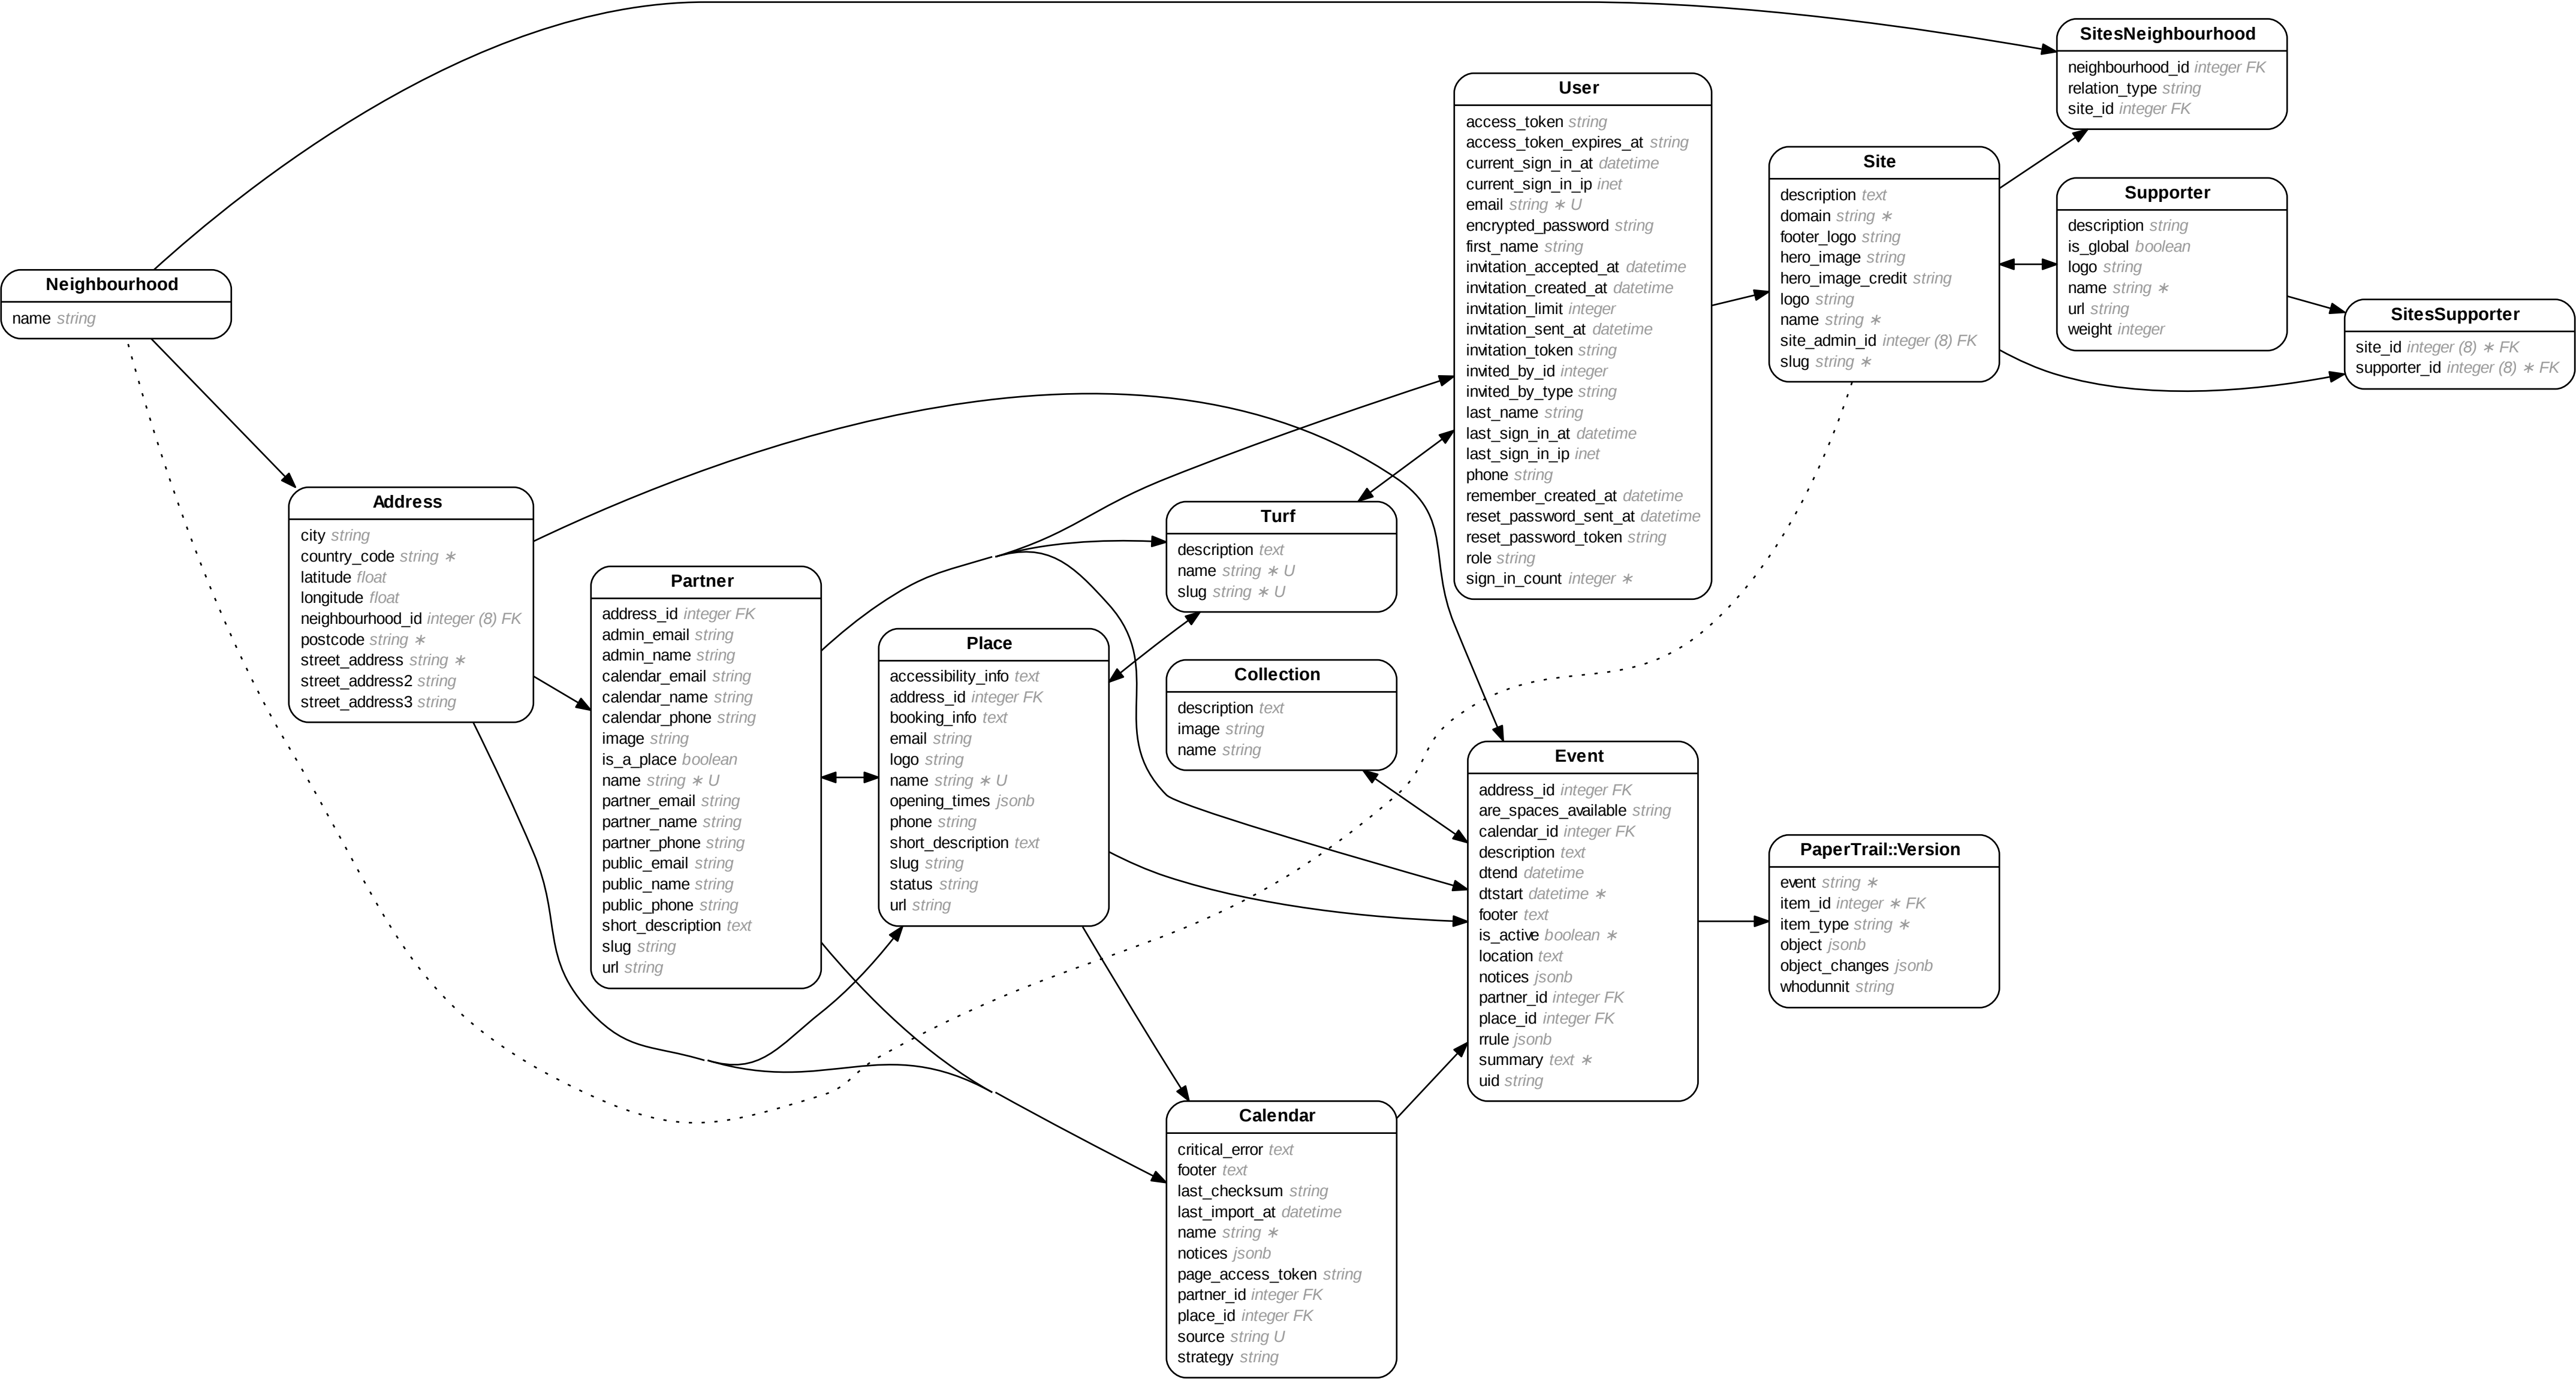 Neighbourhood
name string
Address
city string
country_code string ∗
latitude float
longitude float
neighbourhood_id integer (8) FK
postcode string ∗
street_address string ∗
street_address2 string
street_address3 string
Partner
address_id integer FK
admin_email string
admin_name string
calendar_email string
calendar_name string
calendar_phone string
image string
is_a_place boolean
name string ∗ U
partner_email string
partner_name string
partner_phone string
public_email string
public_name string
public_phone string
short_description text
slug string
url string
Place
accessibility_info text
address_id integer FK
booking_info text
email string
logo string
name string ∗ U
opening_times jsonb
phone string
short_description text
slug string
status string
url string
Turf
description text
name string ∗ U
slug string ∗ U
Collection
description text
image string
name string
Calendar
critical_error text
footer text
last_checksum string
last_import_at datetime
name string ∗
notices jsonb
page_access_token string
partner_id integer FK
place_id integer FK
source string U
strategy string
User
access_token string
access_token_expires_at string
current_sign_in_at datetime
current_sign_in_ip inet
email string ∗ U
encrypted_password string
first_name string
invitation_accepted_at datetime
invitation_created_at datetime
invitation_limit integer
invitation_sent_at datetime
invitation_token string
invited_by_id integer
invited_by_type string
last_name string
last_sign_in_at datetime
last_sign_in_ip inet
phone string
remember_created_at datetime
reset_password_sent_at datetime
reset_password_token string
role string
sign_in_count integer ∗
Event
address_id integer FK
are_spaces_available string
calendar_id integer FK
description text
dtend datetime
dtstart datetime ∗
footer text
is_active boolean ∗
location text
notices jsonb
partner_id integer FK
place_id integer FK
rrule jsonb
summary text ∗
uid string
Site
description text
domain string ∗
footer_logo string
hero_image string
hero_image_credit string
logo string
name string ∗
site_admin_id integer (8) FK
slug string ∗
PaperTrail::Version
event string ∗
item_id integer ∗ FK
item_type string ∗
object jsonb
object_changes jsonb
whodunnit string
SitesNeighbourhood
neighbourhood_id integer FK
relation_type string
site_id integer FK
Supporter
description string
is_global boolean
logo string
name string ∗
url string
weight integer
SitesSupporter
site_id integer (8) ∗ FK
supporter_id integer (8) ∗ FK